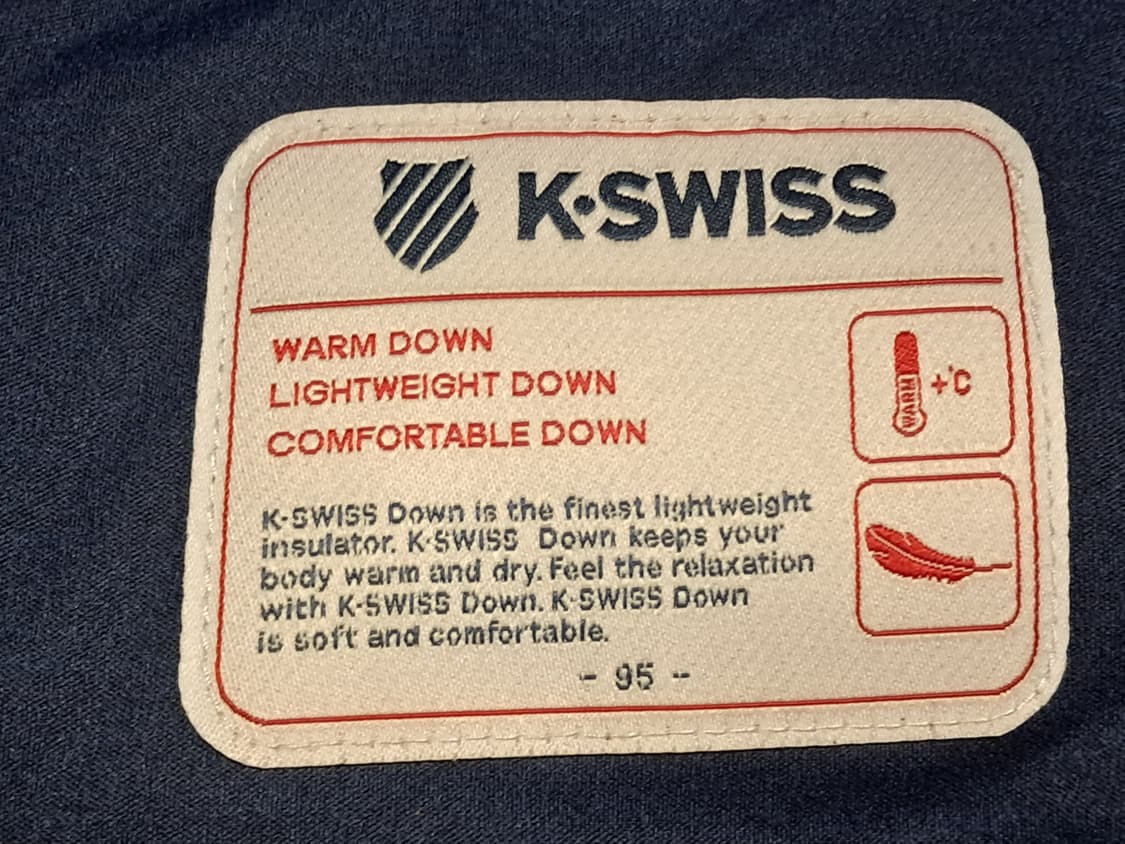 K·SWISS
WARM DOWN
LIGHTWEIGHT DOWN
COMFORTABLE DOWN
WARM +°C
K-SWISS Down is the finest lightweight
insulator. K-SWISS Down keeps your
body warm and dry. Feel the relaxation
with K-SWISS Down. K-SWISS Down
is soft and comfortable.
- 95 -